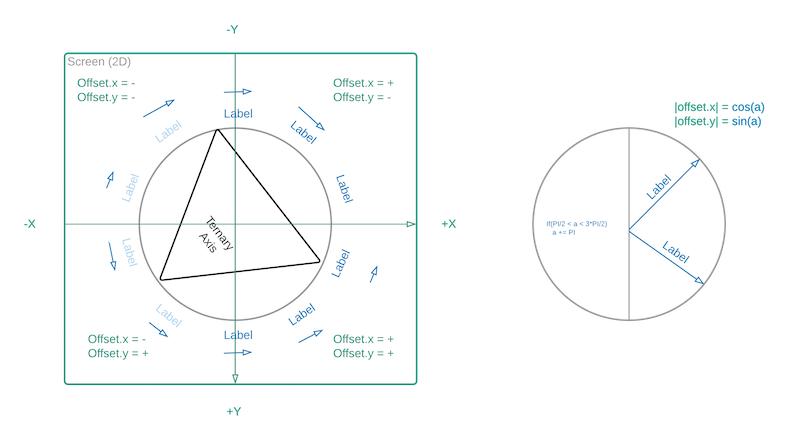 -Y
Screen (2D)
Offset.x = -
Offset.y = -
Offset.x = +
Offset.y = -
Label
Label
Label
Label
Label
-X
+X
Ternary
Axis
Label
Label
Label
Label
Label
Offset.x = -
Offset.y = +
Offset.x = +
Offset.y = +
+Y
|offset.x| = cos(a)
|offset.y| = sin(a)
Label
If(PI/2 < a < 3*PI/2)
a += PI
Label